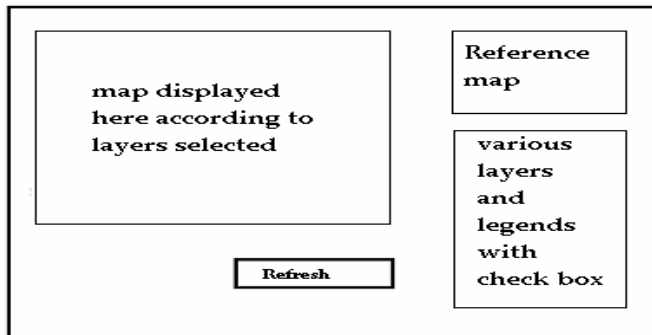 map displayed
here according to
layers selected
Reference
map
various
layers
and
legends
with
check box
Refresh